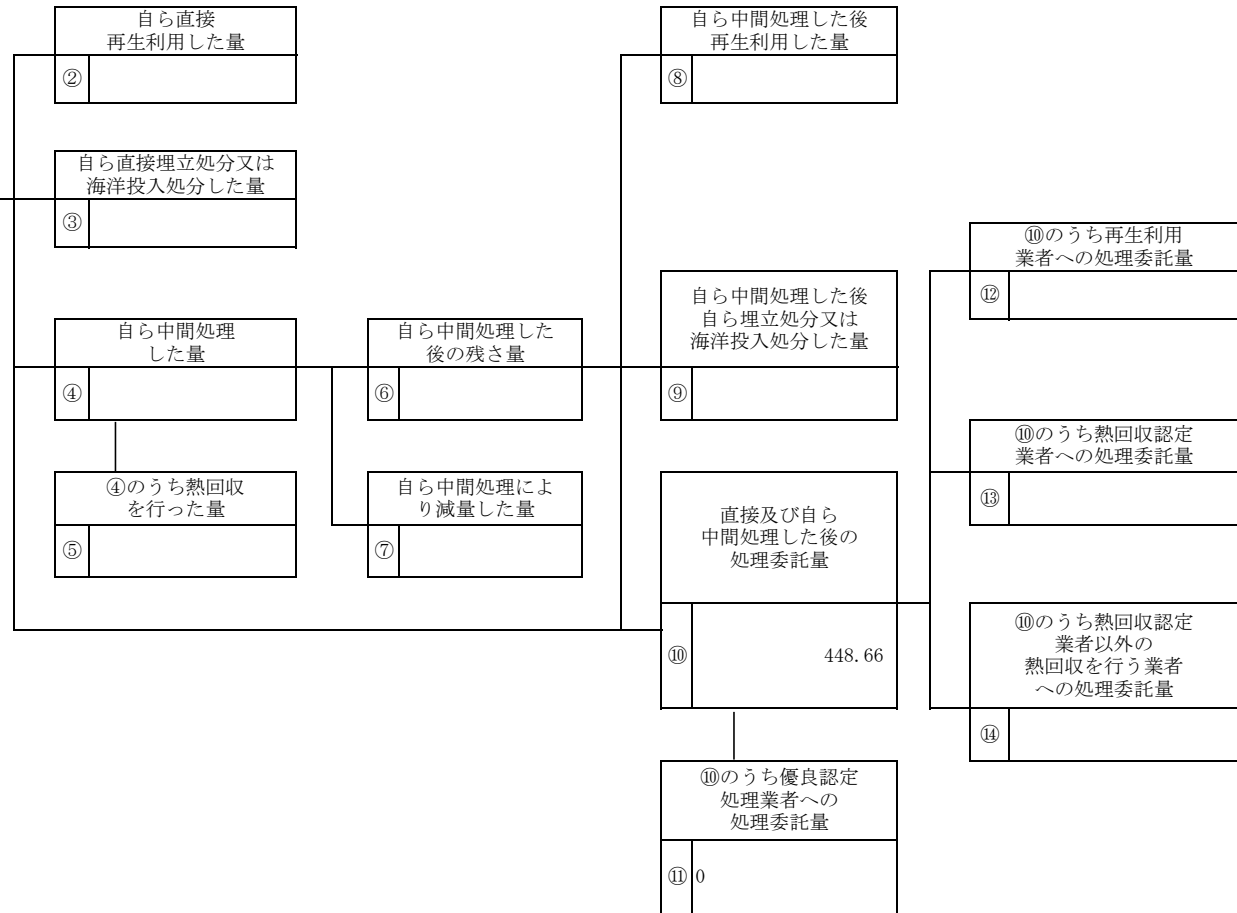 自ら直接
再生利用した量
②
自ら直接埋立処分又は
海洋投入処分した量
③
自ら中間処理
した量
④
④のうち熱回収
を行った量
⑤
自ら中間処理した
後の残さ量
⑥
自ら中間処理によ
り減量した量
⑦
自ら中間処理した後
再生利用した量
⑧
自ら中間処理した後
自ら埋立処分又は
海洋投入処分した量
⑨
直接及び自ら
中間処理した後の
処理委託量
⑩ 448.66
⑩のうち優良認定
処理業者への
処理委託量
⑪ 0
⑩のうち再生利用
業者への処理委託量
⑫
⑩のうち熱回収認定
業者への処理委託量
⑬
⑩のうち熱回収認定
業者以外の
熱回収を行う業者
への処理委託量
⑭